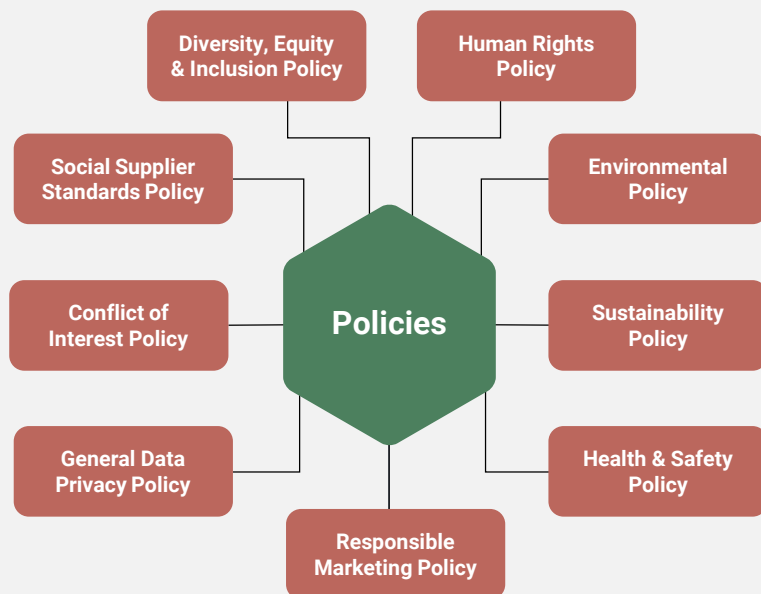 Diversity, Equity
& Inclusion Policy
Human Rights
Policy
Social Supplier
Standards Policy
Environmental
Policy
Conflict of
Interest Policy
Policies
Sustainability
Policy
General Data
Privacy Policy
Health & Safety
Policy
Responsible
Marketing Policy